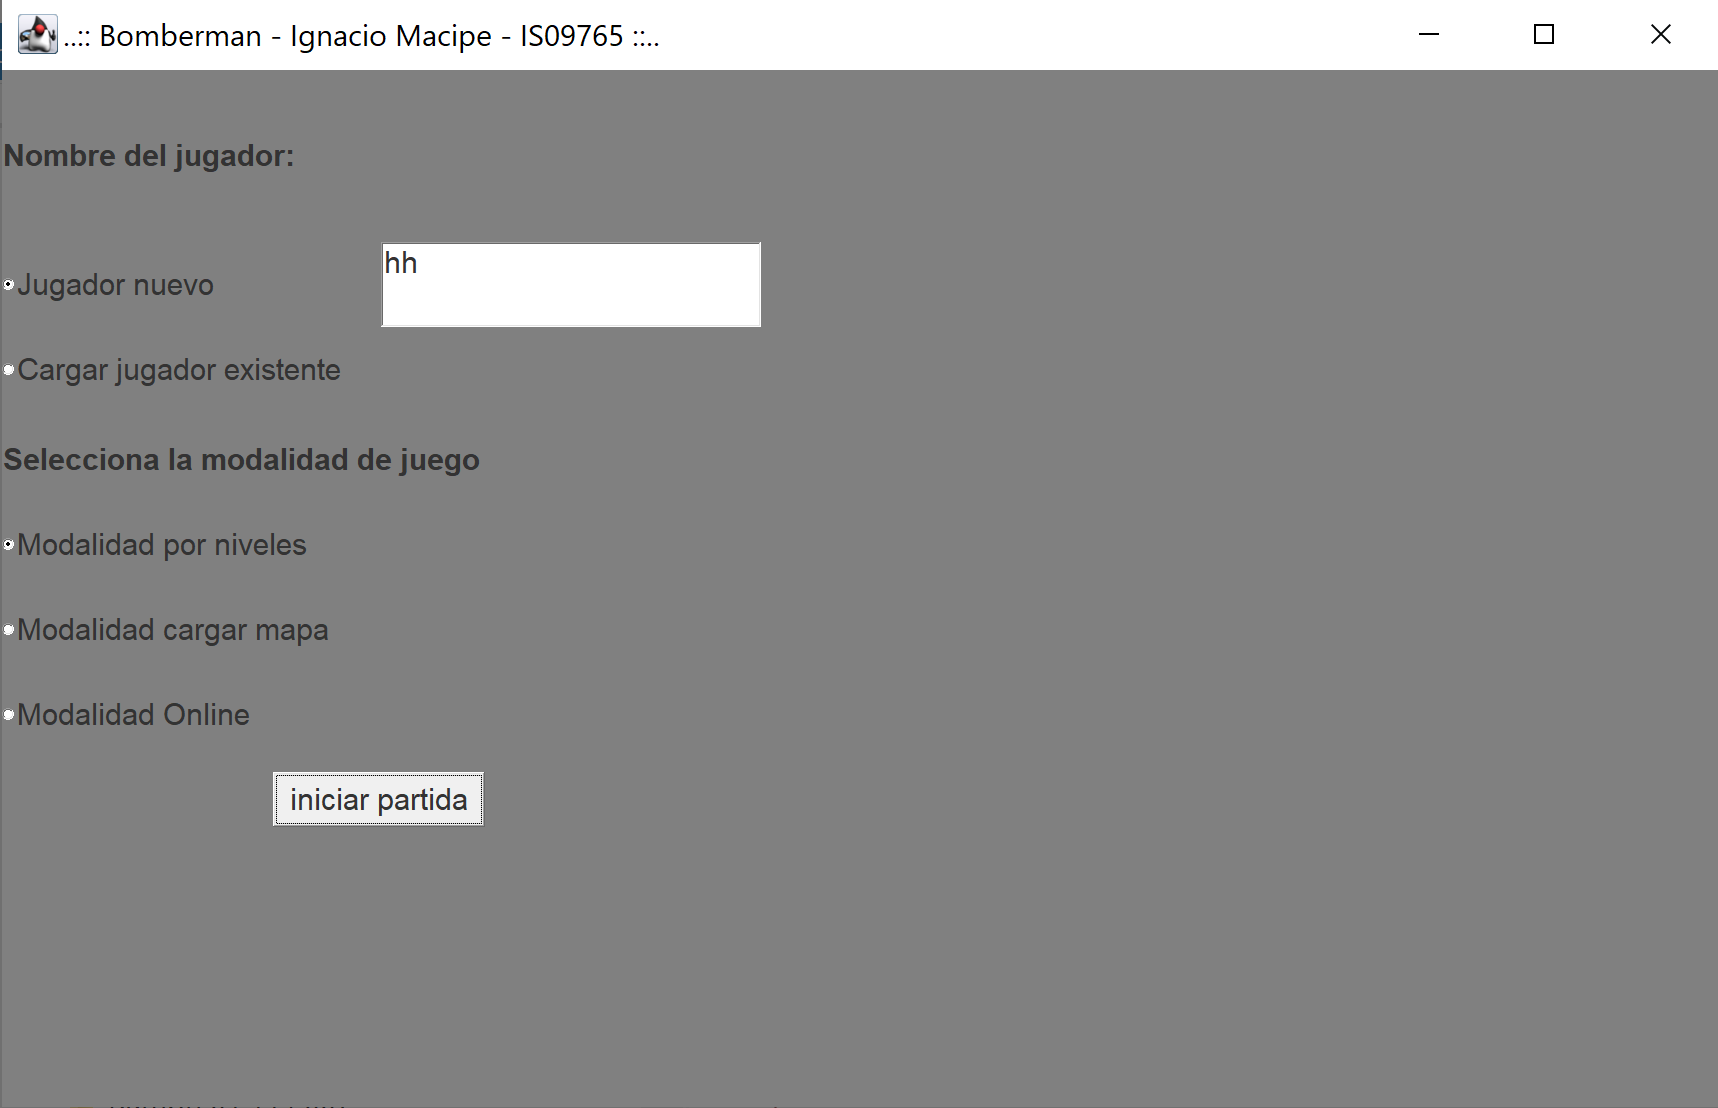 ..:: Bomberman - Ignacio Macipe - IS09765 ::..
Nombre del jugador:
Jugador nuevo
hh
Cargar jugador existente
Selecciona la modalidad de juego
Modalidad por niveles
Modalidad cargar mapa
Modalidad Online
iniciar partida